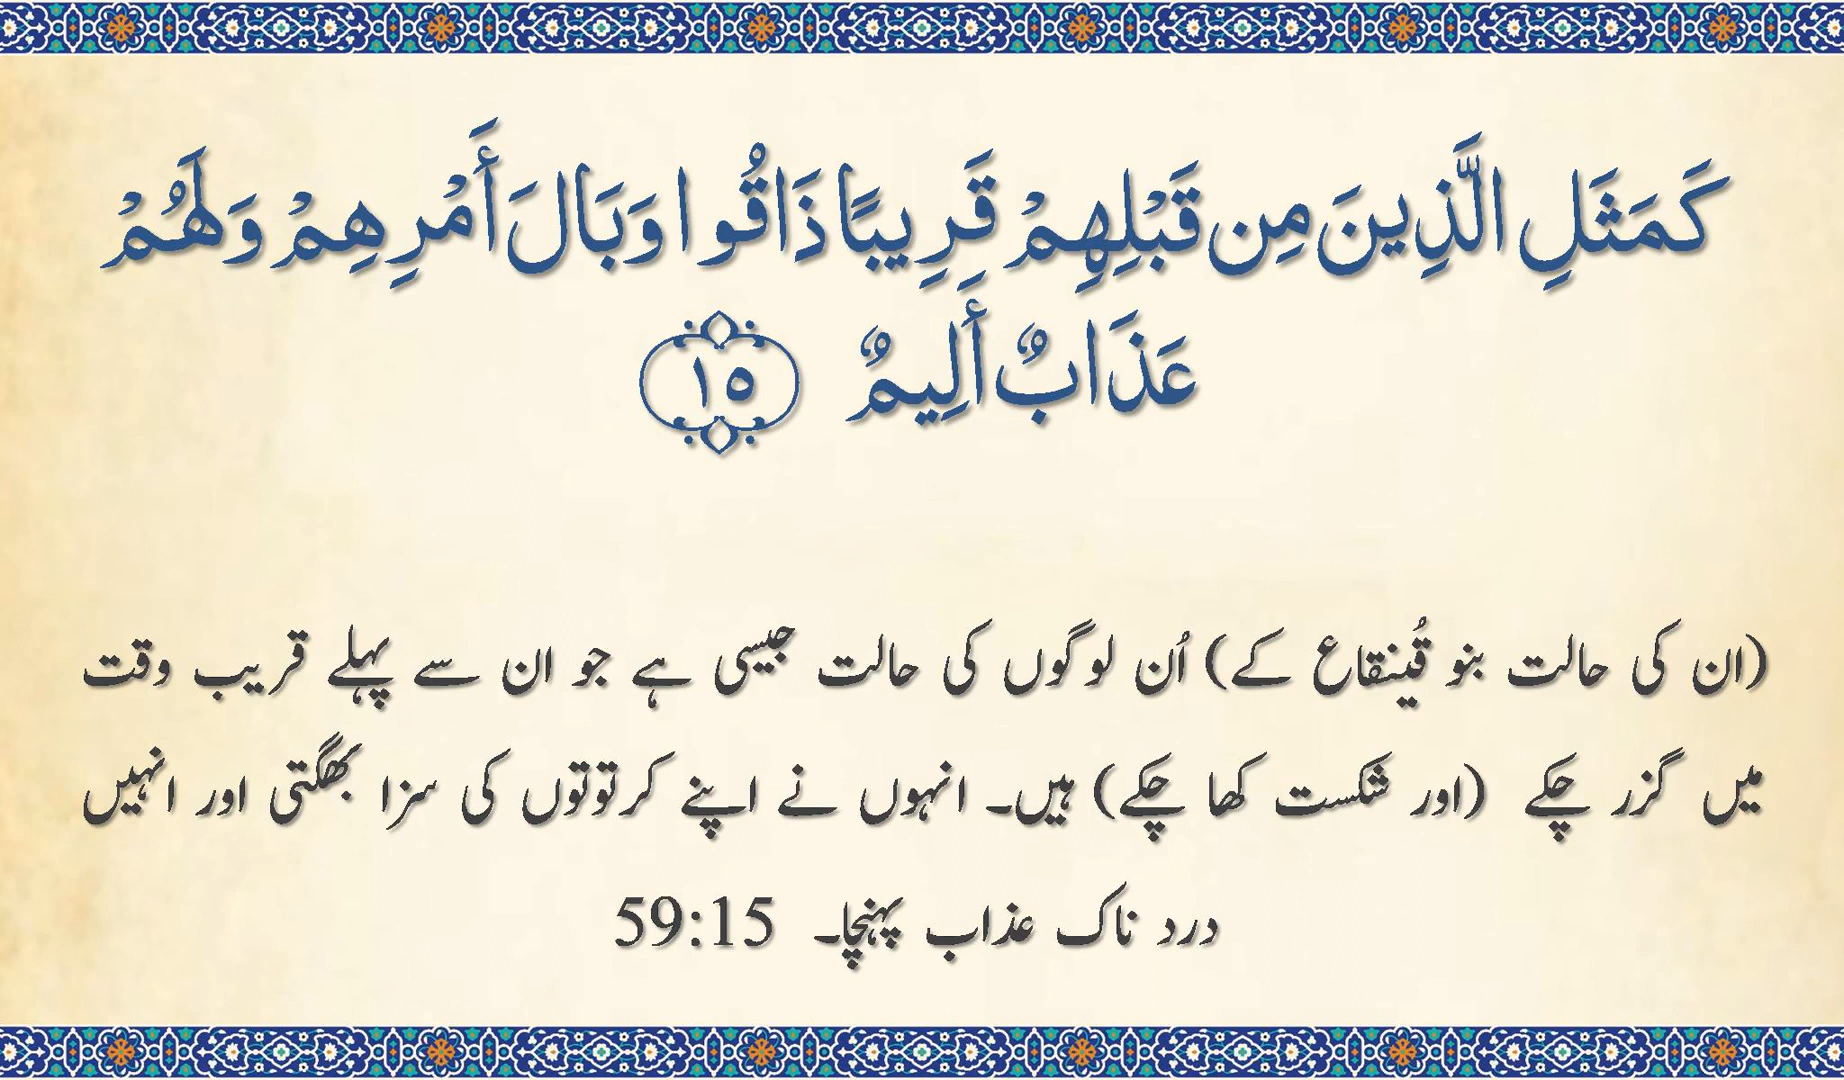 كَمَثَلِ الَّذِينَ مِن قَبْلِهِمْ قَرِيبًا ذَاقُوا وَبَالَ أَمْرِهِمْ وَلَهُمْ
عَذَابٌ أَلِيمٌ ١٥
(ان کی حالت بنو قُینقاع کے) اُن لوگوں کی حالت جیسی ہے جو ان سے پہلے قریب وقت
میں گزر چکے (اور شکست کھا چکے) ہیں۔ انہوں نے اپنے کرتوتوں کی سزا بھگتی اور انہیں
درد ناک عذاب پہنچا۔ 59:15